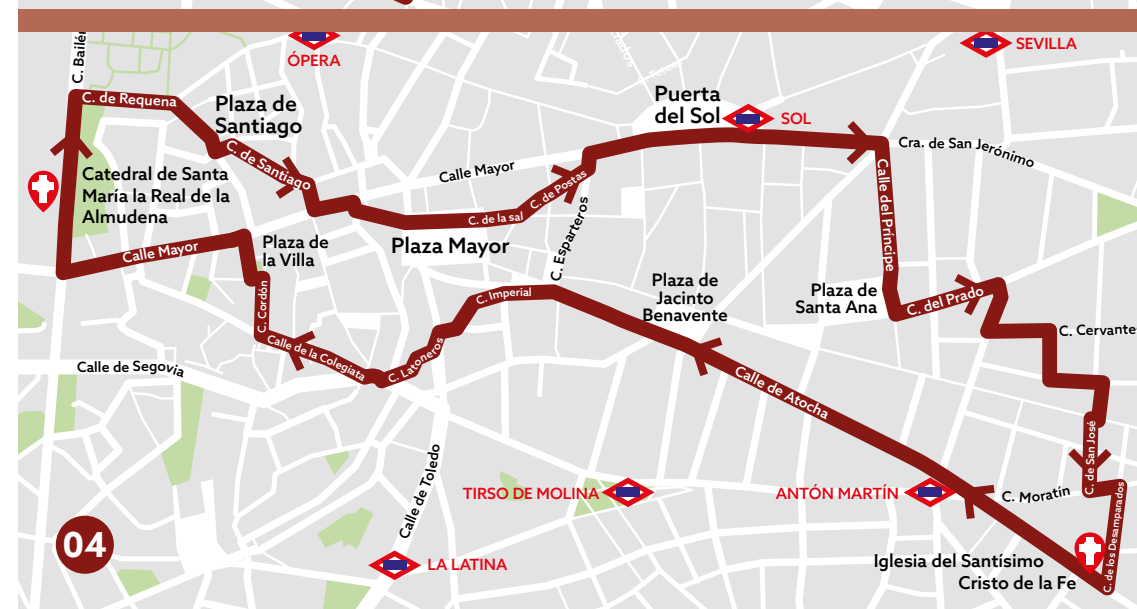 C. Bailén
ÓPERA
SEVILLA
C. de Requena
Plaza de
Santiago
Puerta
del Sol
SOL
Cra. de San Jerónimo
C. de Santiago
Calle Mayor
C. de Postas
Catedral de Santa
María la Real de la
Almudena
C. de la sal
Plaza Mayor
C. Esparteros
Calle del Príncipe
Calle Mayor
Plaza de
la Villa
C. Cordón
C. Imperial
Plaza de
Jacinto
Benavente
Plaza de
Santa Ana
C. del Prado
C. Cervante
Calle de la Colegiata
C. Latoneros
Calle de Segovia
Calle de Atocha
C. de San José
Calle de Toledo
TIRSO DE MOLINA
ANTÓN MARTÍN
C. Moratín
C. de los Desamparados
04
LA LATINA
Iglesia del Santísimo
Cristo de la Fe